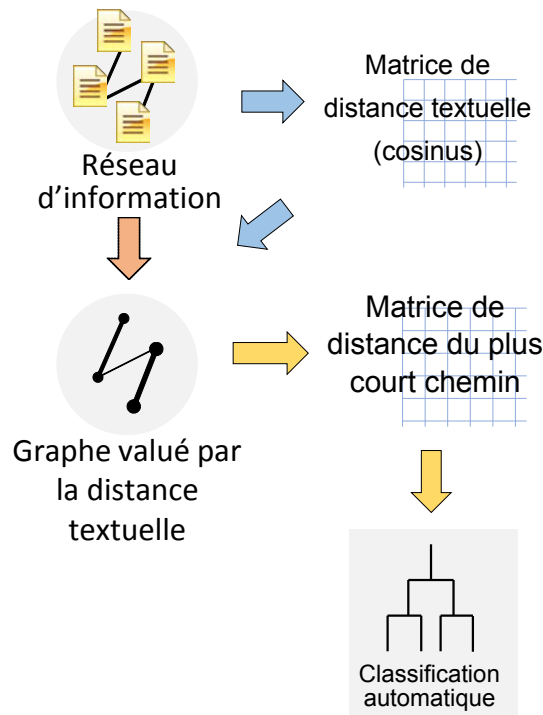 Réseau
d'information
Matrice de
distance textuelle
(cosinus)
Graphe valué par
la distance
textuelle
Matrice de
distance du plus
court chemin
Classification
automatique